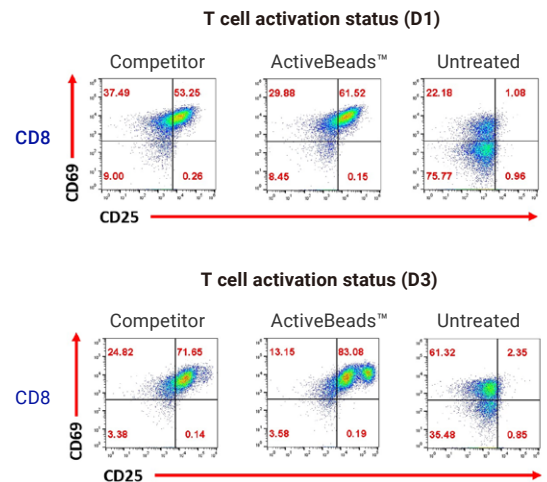 T cell activation status (D1)
Competitor ActiveBeads™ Untreated
37.49 53.25 29.88 61.52 22.18 1.08
CD8
CD69
9.00 0.26 8.45 0.15 75.77 0.96
CD25
T cell activation status (D3)
Competitor ActiveBeads™ Untreated
24.82 71.65 13.15 83.08 61.32 2.35
CD8
CD69
3.38 0.14 3.58 0.19 35.48 0.85
CD25